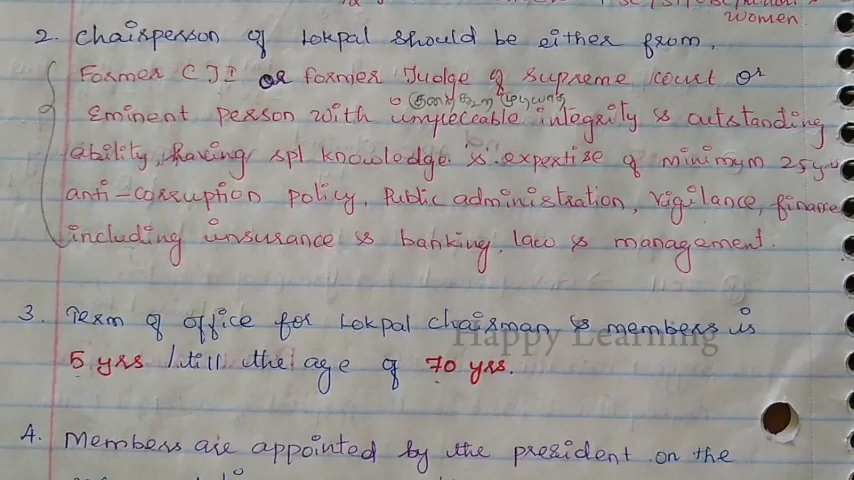 women
2. Chairperson of Lokpal should be either from,
Former CJI or former Judge of supreme court or
Eminent person with impeccable integrity & outstanding
ability, having spl knowledge & expertise of minimum 25yrs
anti-corruption policy, Public administration, vigilance, finance
including insurance & banking, law & management.
3. Term of office for Lokpal chairman & members is
Happy Learning
5 yrs / till the age of 70 yrs.
4. Members are appointed by the president on the